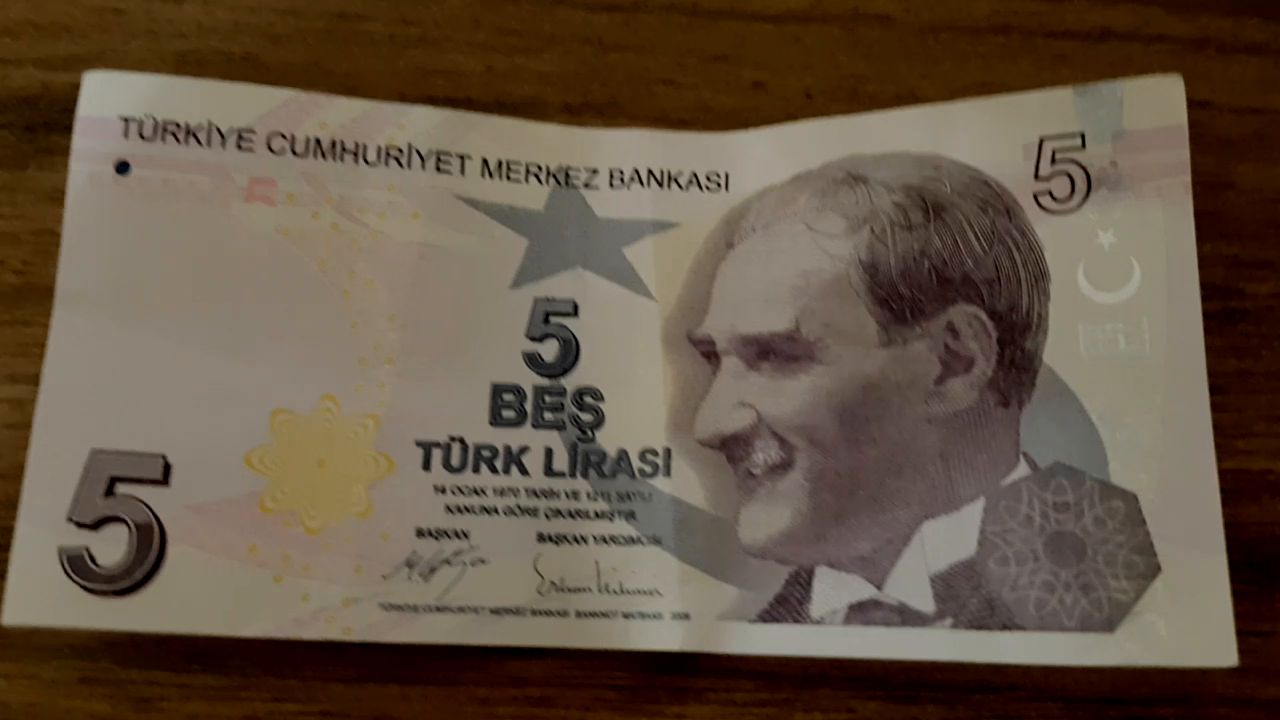 TÜRKİYE CUMHURİYET MERKEZ BANKASI
5
5
5
BEŞ
TÜRK LİRASI
14 OCAK 1970 TARİH VE 1211 SAYILI
KANUNA GÖRE ÇIKARILMIŞTIR.
BAŞKAN BAŞKAN YARDIMCISI
TÜRKİYE CUMHURİYET MERKEZ BANKASI BANKNOT MATBAASI 2009
5